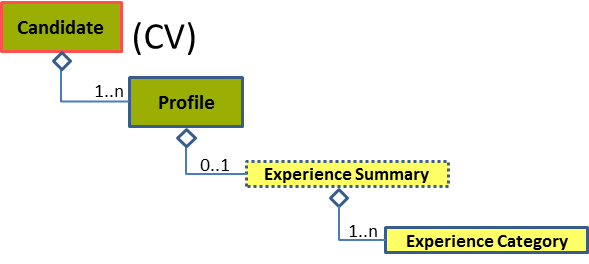 Candidate (CV)
1..n
Profile
0..1
Experience Summary
1..n
Experience Category